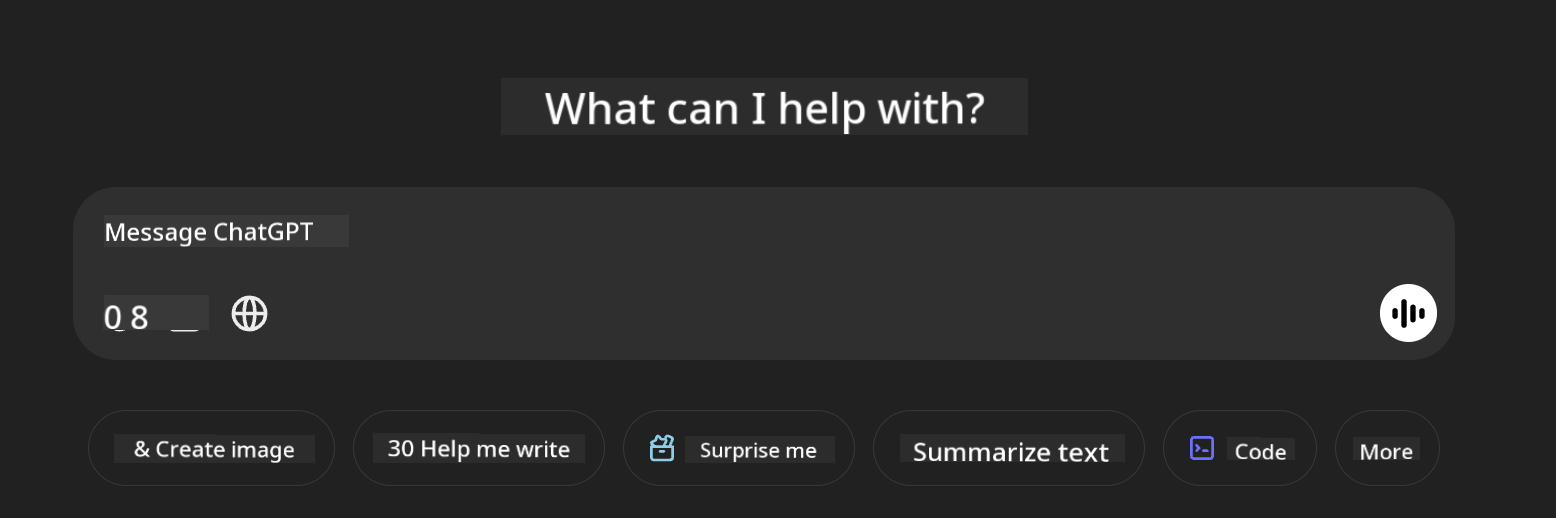 What can I help with?
Message ChatGPT
0 8
& Create image
30 Help me write
Surprise me
Summarize text
Code
More